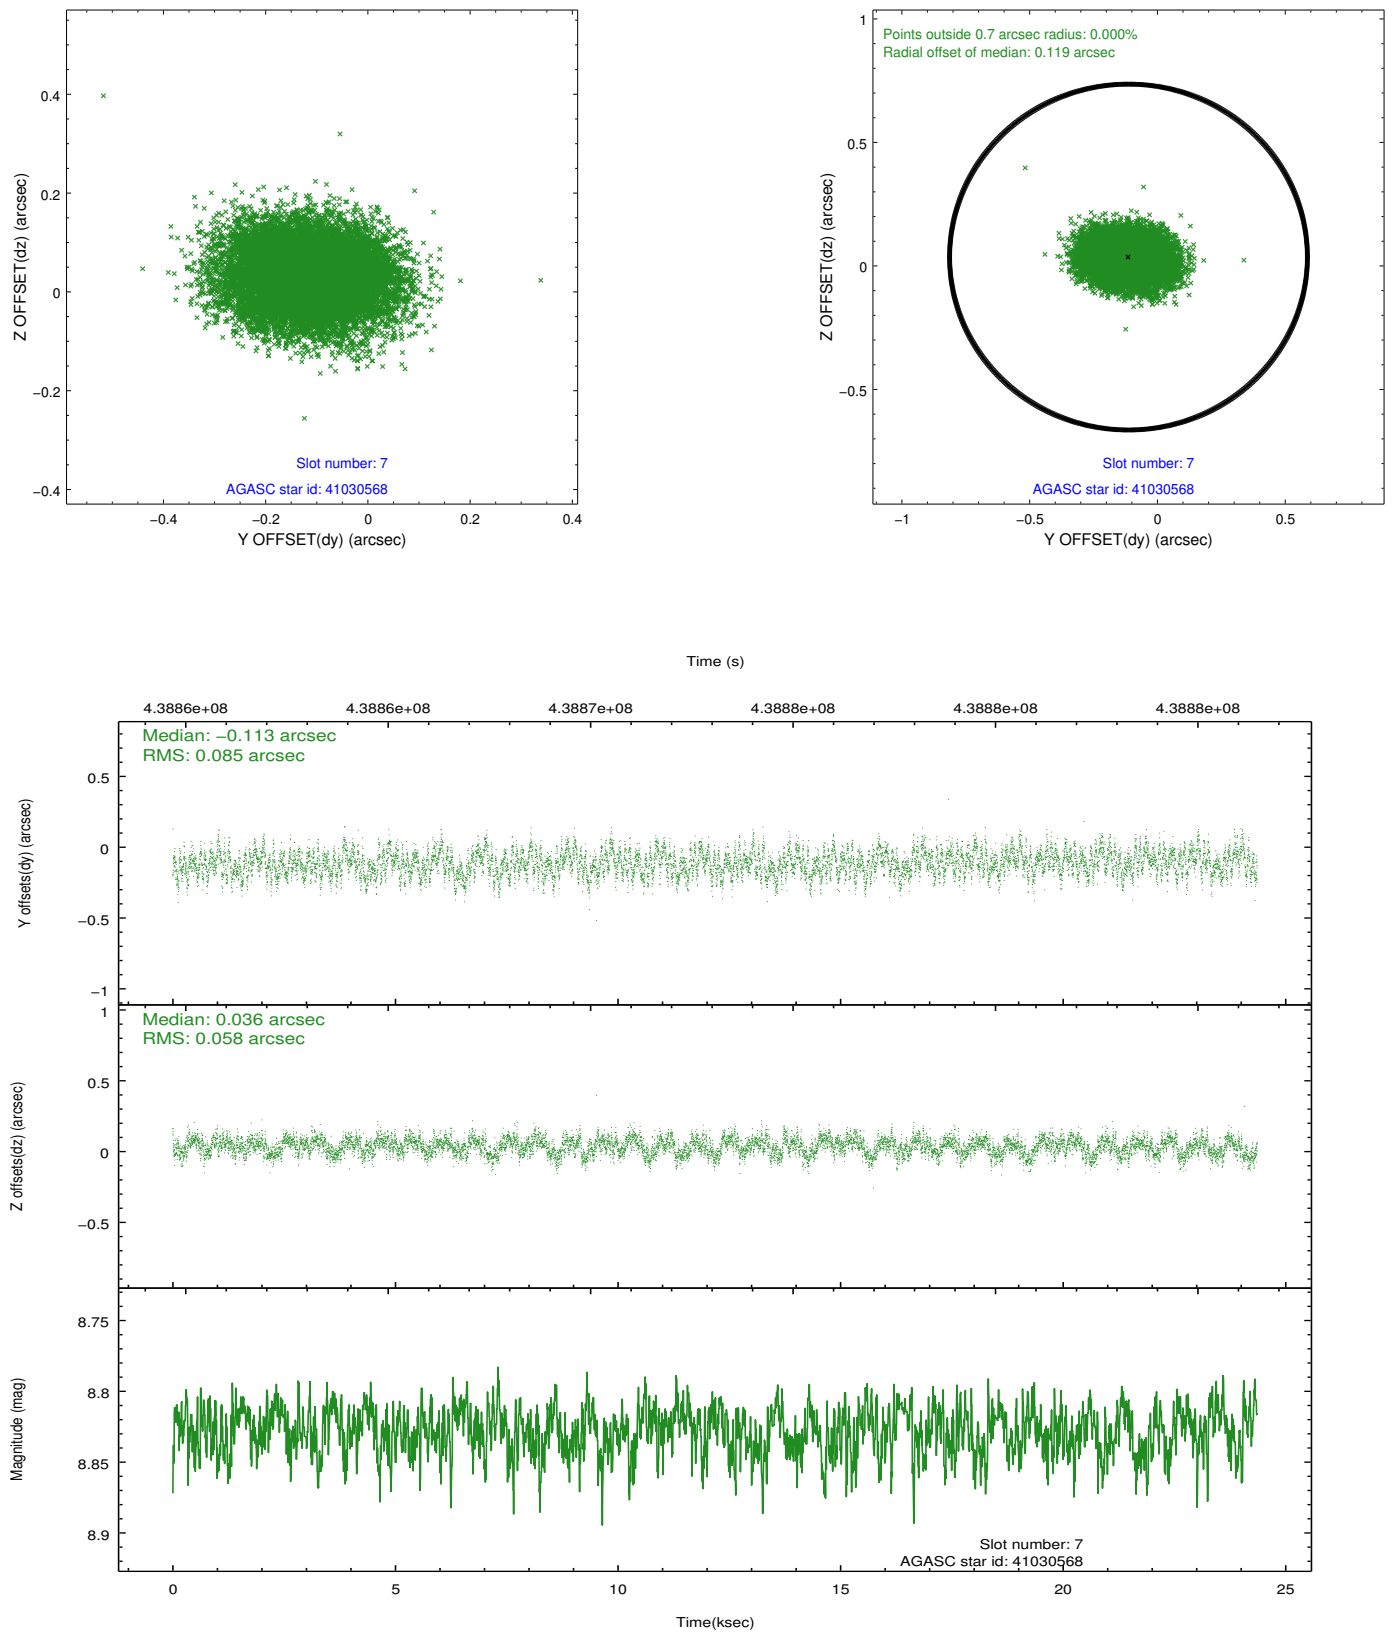 0.4
0.2
0
−0.2
−0.4
−0.4
−0.2
0
0.2
0.4
Z OFFSET(dz) (arcsec)
Y OFFSET(dy) (arcsec)
Slot number: 7
AGASC star id: 41030568
Points outside 0.7 arcsec radius: 0.000%
Radial offset of median: 0.119 arcsec
1
0.5
0
−0.5
−1
−0.5
0
0.5
Z OFFSET(dz) (arcsec)
Y OFFSET(dy) (arcsec)
Slot number: 7
AGASC star id: 41030568
Time (s)
4.3886e+08
4.3886e+08
4.3887e+08
4.3888e+08
4.3888e+08
4.3888e+08
Median: −0.113 arcsec
RMS: 0.085 arcsec
0.5
0
−0.5
−1
Y offsets(dy) (arcsec)
Median: 0.036 arcsec
RMS: 0.058 arcsec
1
0.5
0
−0.5
Z offsets(dz) (arcsec)
8.75
8.8
8.85
8.9
Magnitude (mag)
Slot number: 7
AGASC star id: 41030568
0
5
10
15
20
25
Time(ksec)